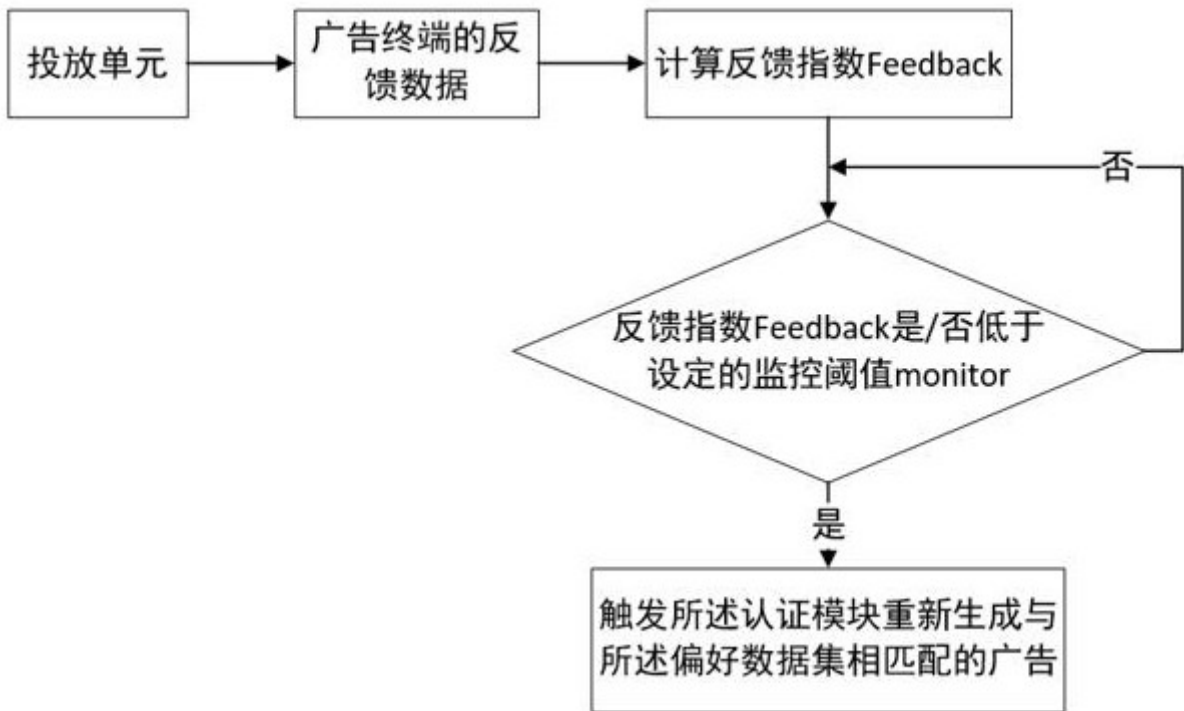 投放单元
广告终端的反
馈数据
计算反馈指数Feedback
否
反馈指数Feedback是/否低于
设定的监控阈值monitor
是
触发所述认证模块重新生成与
所述偏好数据集相匹配的广告